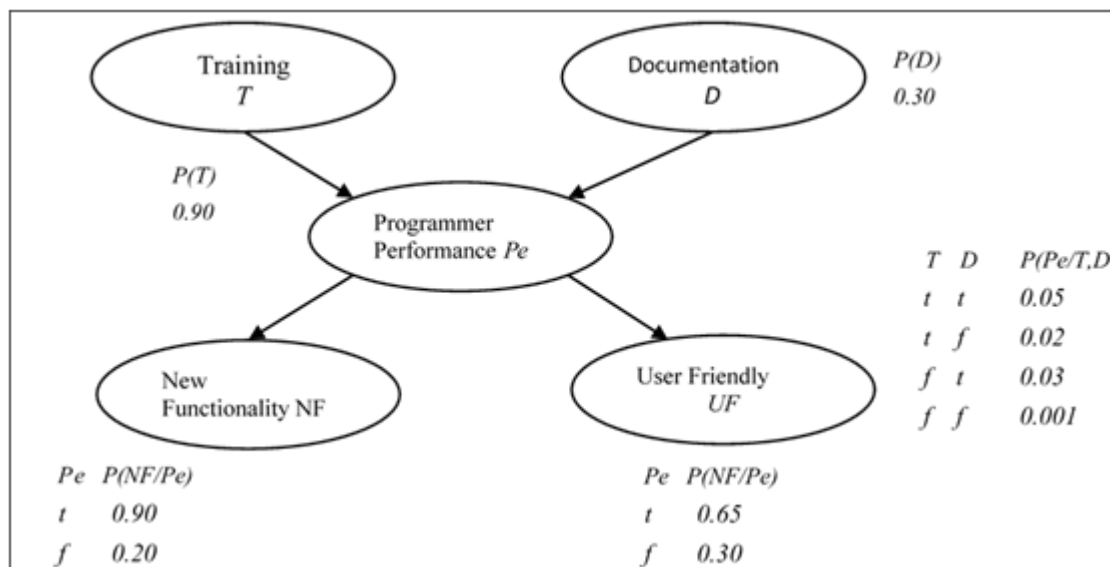 Training
T
Documentation
D
P(D)
0.30
P(T)
0.90
Programmer
Performance Pe
T D P(Pe/T,D
t t 0.05
t f 0.02
f t 0.03
f f 0.001
New
Functionality NF
User Friendly
UF
Pe P(NF/Pe)
t 0.90
f 0.20
Pe P(NF/Pe)
t 0.65
f 0.30